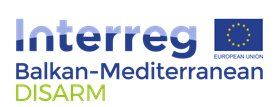 Interreg
EUROPEAN UNION
Balkan-Mediterranean
DISARM